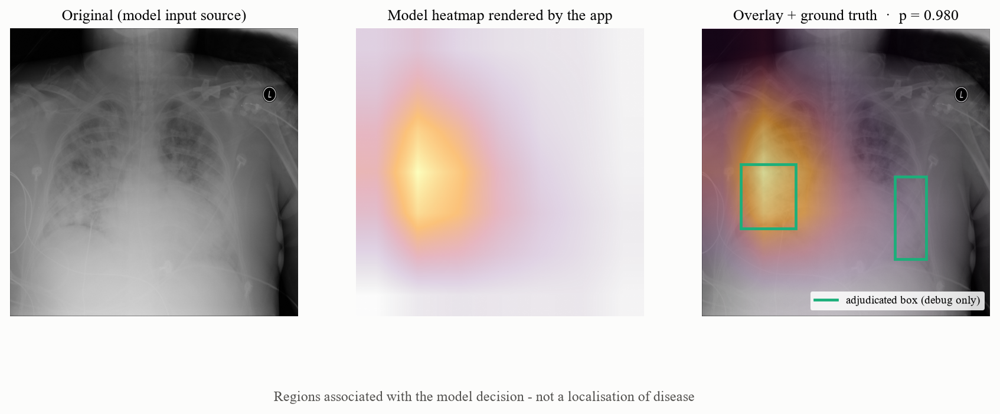 Original (model input source)
Model heatmap rendered by the app
Overlay + ground truth · p = 0.980
L
L
adjudicated box (debug only)
Regions associated with the model decision - not a localisation of disease